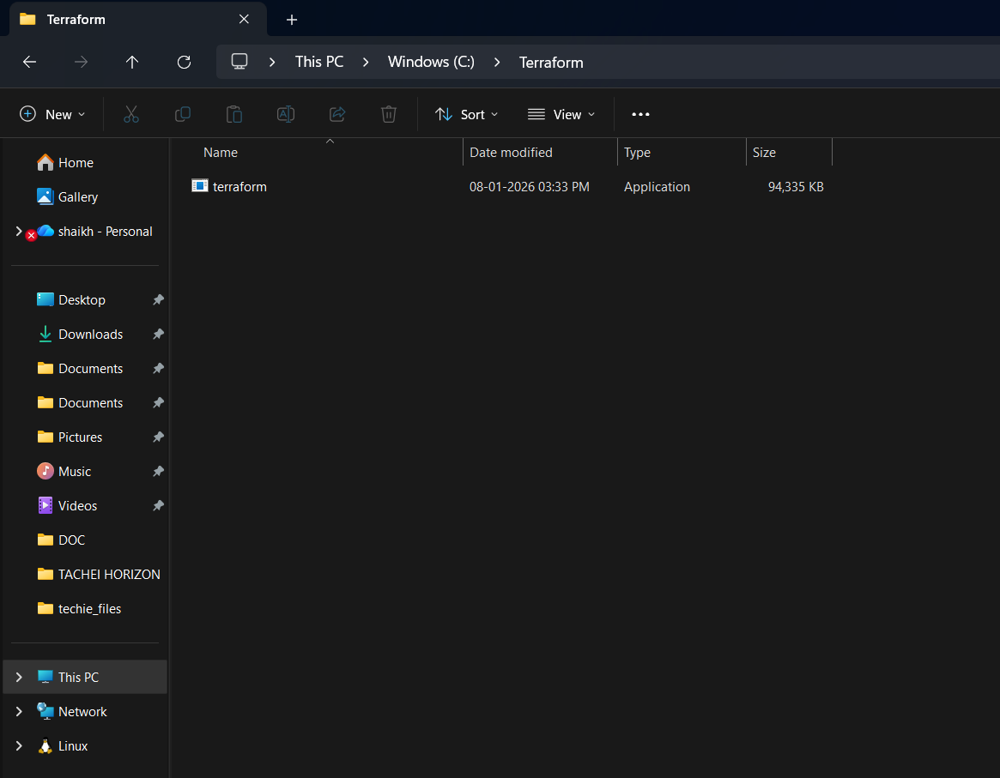 Terraform
This PC Windows (C:) Terraform
New Sort View
Name Date modified Type Size
terraform 08-01-2026 03:33 PM Application 94,335 KB
Home
Gallery
shaikh - Personal
Desktop
Downloads
Documents
Documents
Pictures
Music
Videos
DOC
TACHEI HORIZON
techie_files
This PC
Network
Linux